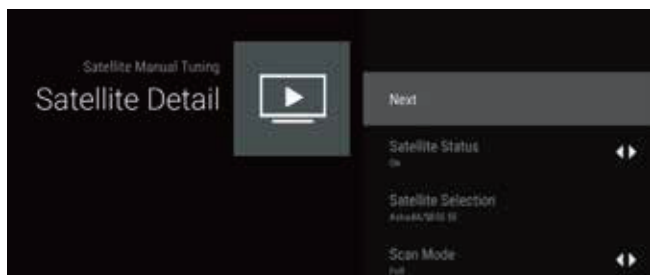 Satellite Manual Tuning
Satellite Detail
Next
Satellite Status
On
Satellite Selection
Scan Mode
Full